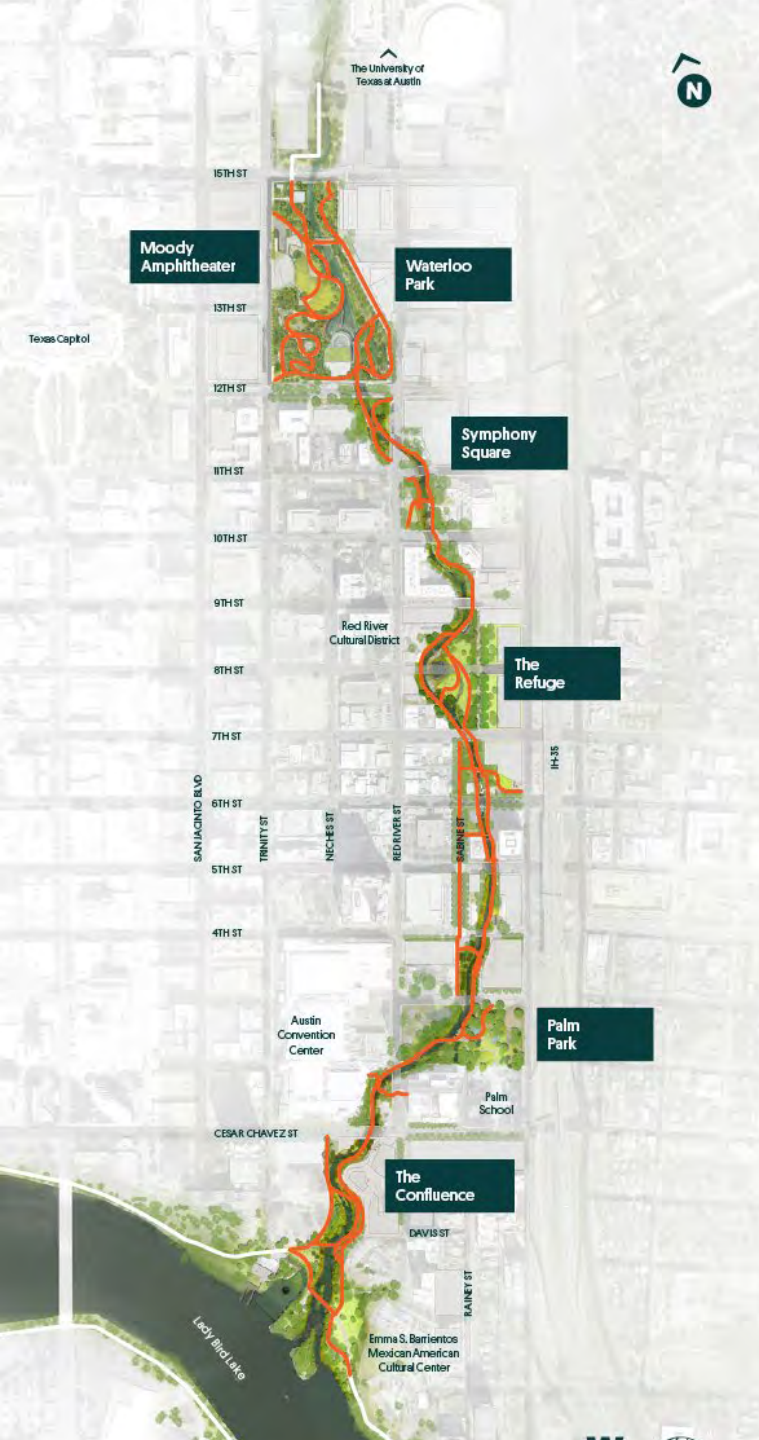 The University of
Texas at Austin
N
15TH ST
Moody
Amphitheater
Waterloo
Park
13TH ST
Texas Capitol
12TH ST
Symphony
Square
11TH ST
10TH ST
9TH ST
Red River
Cultural District
8TH ST
The
Refuge
7TH ST
IH-35
SAN JACINTO BLVD
TRINITY ST
NECHES ST
RED RIVER ST
SABINE ST
6TH ST
5TH ST
4TH ST
Austin
Convention
Center
Palm
Park
Palm
School
CESAR CHAVEZ ST
The
Confluence
DAVIS ST
RAINEY ST
Lady Bird Lake
Emma S. Barrientos
Mexican American
Cultural Center